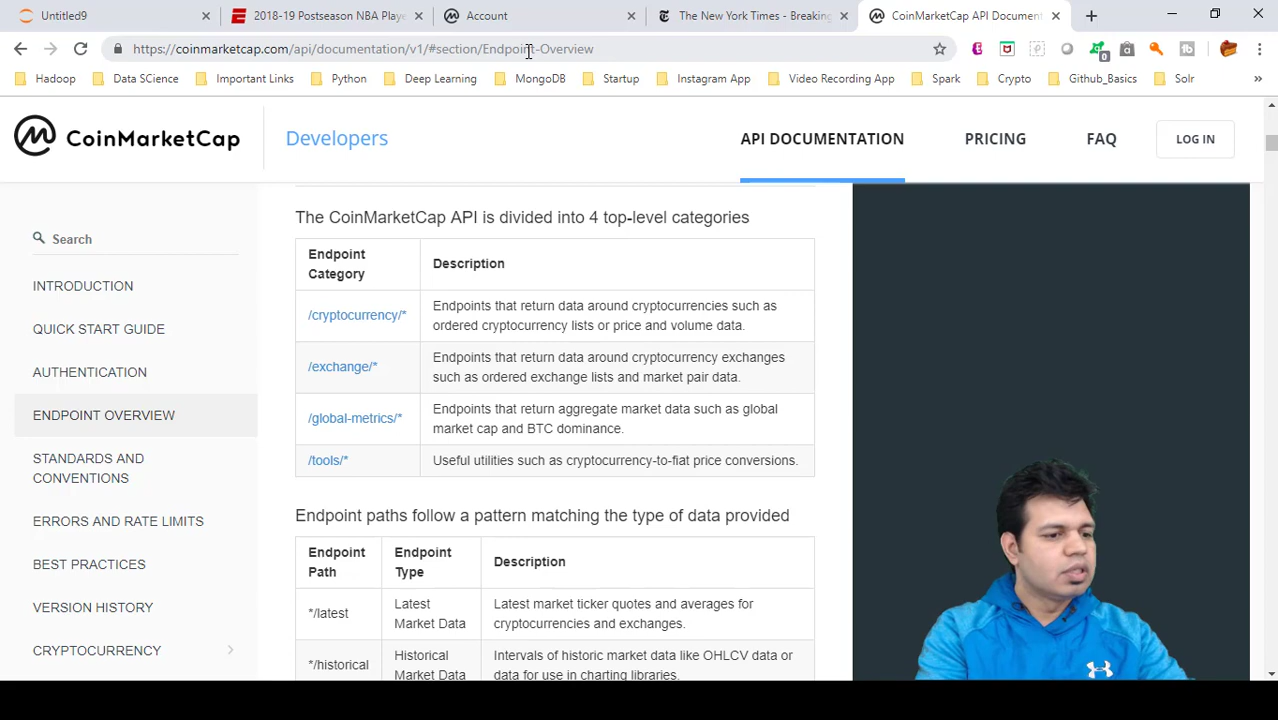 Untitled9
2018-19 Postseason NBA Playe
Account
The New York Times - Breaking
CoinMarketCap API Document
https://coinmarketcap.com/api/documentation/v1/#section/Endpoint-Overview
0
Hadoop
Data SCience
Important Links
Python
Deep Learning
MongoDB
Startup
Instagram App
Video Recording App
Spark
Crypto
Github_Basics
Solr
»
CoinMarketCap
Developers
API DOCUMENTATION
PRICING
FAQ
LOG IN
Search
INTRODUCTION
QUICK START GUIDE
AUTHENTICATION
ENDPOINT OVERVIEW
STANDARDS AND
CONVENTIONS
ERRORS AND RATE LIMITS
BEST PRACTICES
VERSION HISTORY
CRYPTOCURRENCY
The CoinMarketCap API is divided into 4 top-level categories
Endpoint
Category
Description
/cryptocurrency/*
Endpoints that return data around cryptocurrencies such as
ordered cryptocurrency lists or price and volume data.
/exchange/*
Endpoints that return data around cryptocurrency exchanges
such as ordered exchange lists and market pair data.
/global-metrics/*
Endpoints that return aggregate market data such as global
market cap and BTC dominance.
/tools/*
Useful utilities such as cryptocurrency-to-fiat price conversions.
Endpoint paths follow a pattern matching the type of data provided
Endpoint
Path
Endpoint
Type
Description
*/latest
Latest
Market Data
Latest market ticker quotes and averages for
cryptocurrencies and exchanges.
*/historical
Historical
Market Data
Intervals of historic market data like OHLCV data or
data for use in charting libraries.